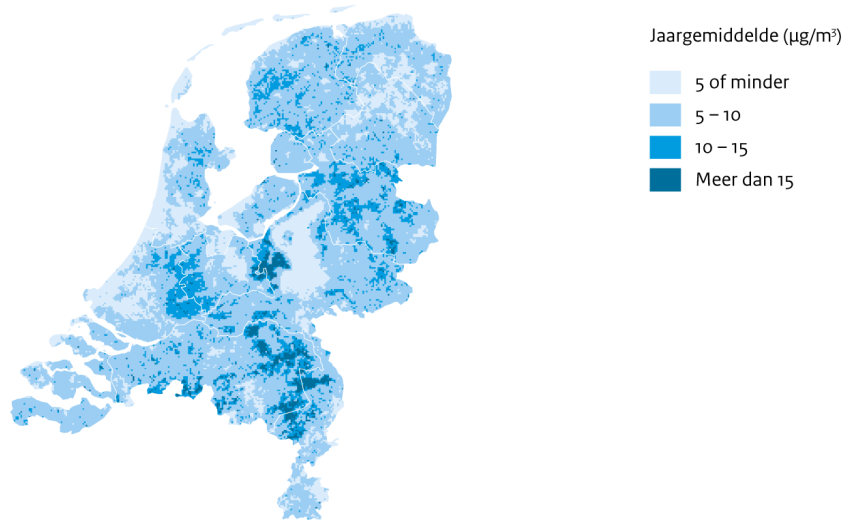 Jaargemiddelde (µg/m³)
5 of minder
5 – 10
10 – 15
Meer dan 15